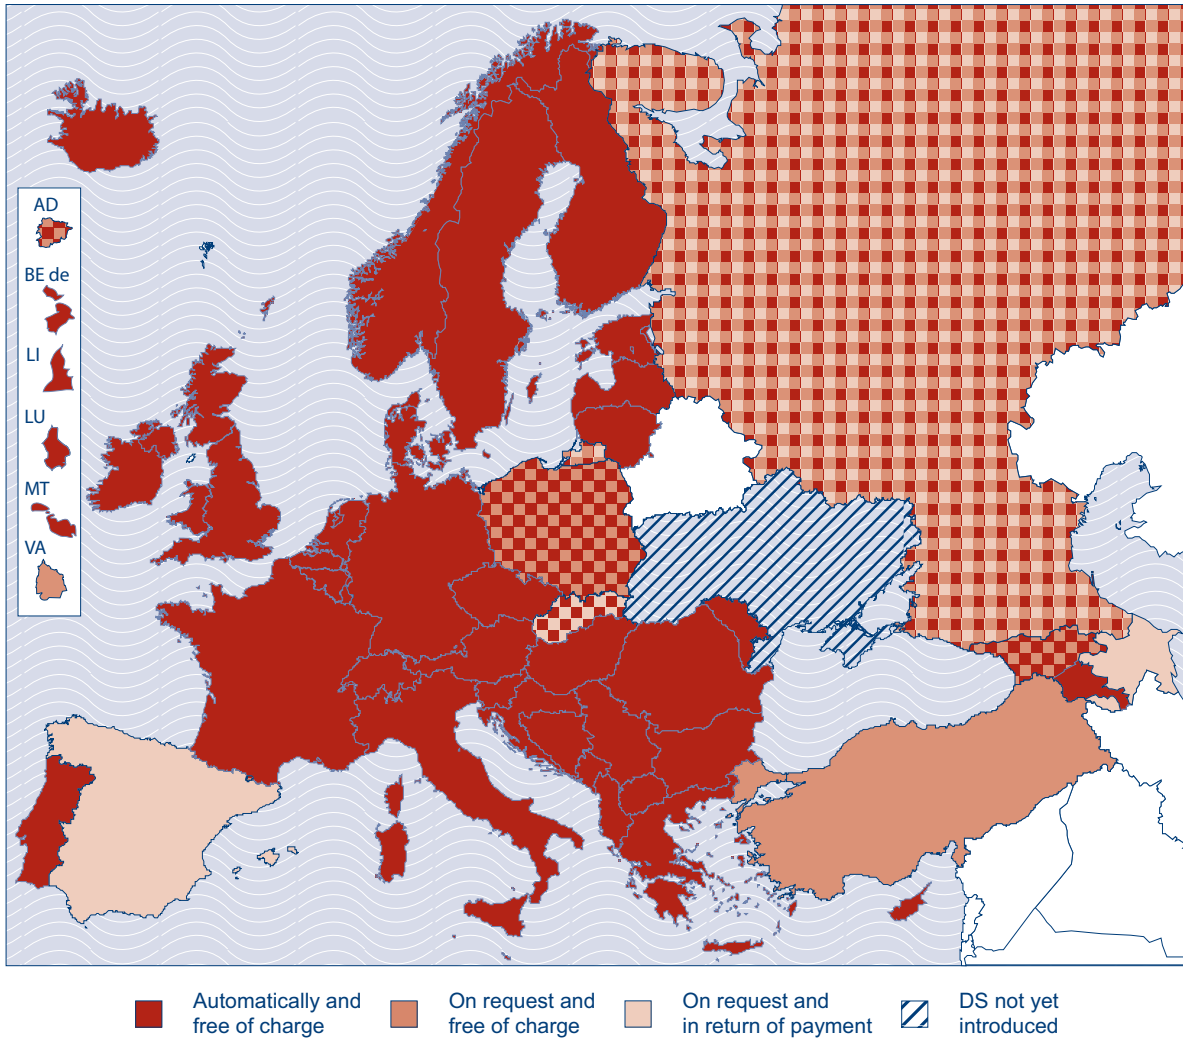 AD
BE de
LI
LU
MT
VA
Automatically and
free of charge
On request and
free of charge
On request and
in return of payment
DS not yet
introduced